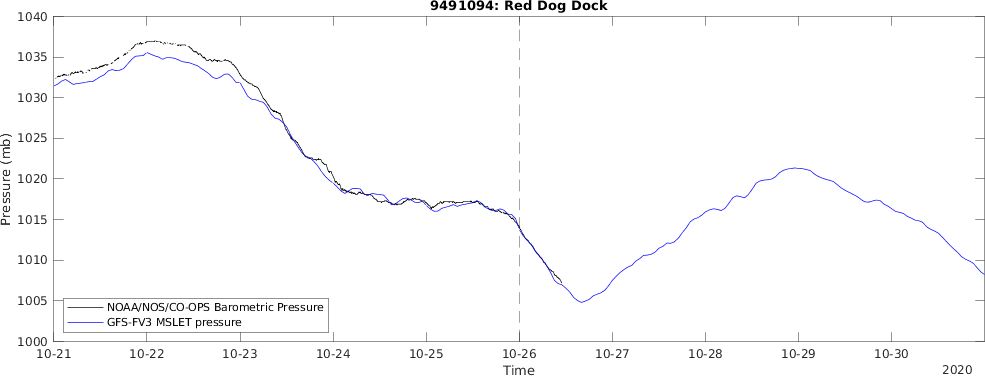 9491094: Red Dog Dock
Pressure (mb)
1040
1035
1030
1025
1020
1015
1010
1005
1000
NOAA/NOS/CO-OPS Barometric Pressure
GFS-FV3 MSLET pressure
10-21 10-22 10-23 10-24 10-25 10-26 10-27 10-28 10-29 10-30
Time
2020